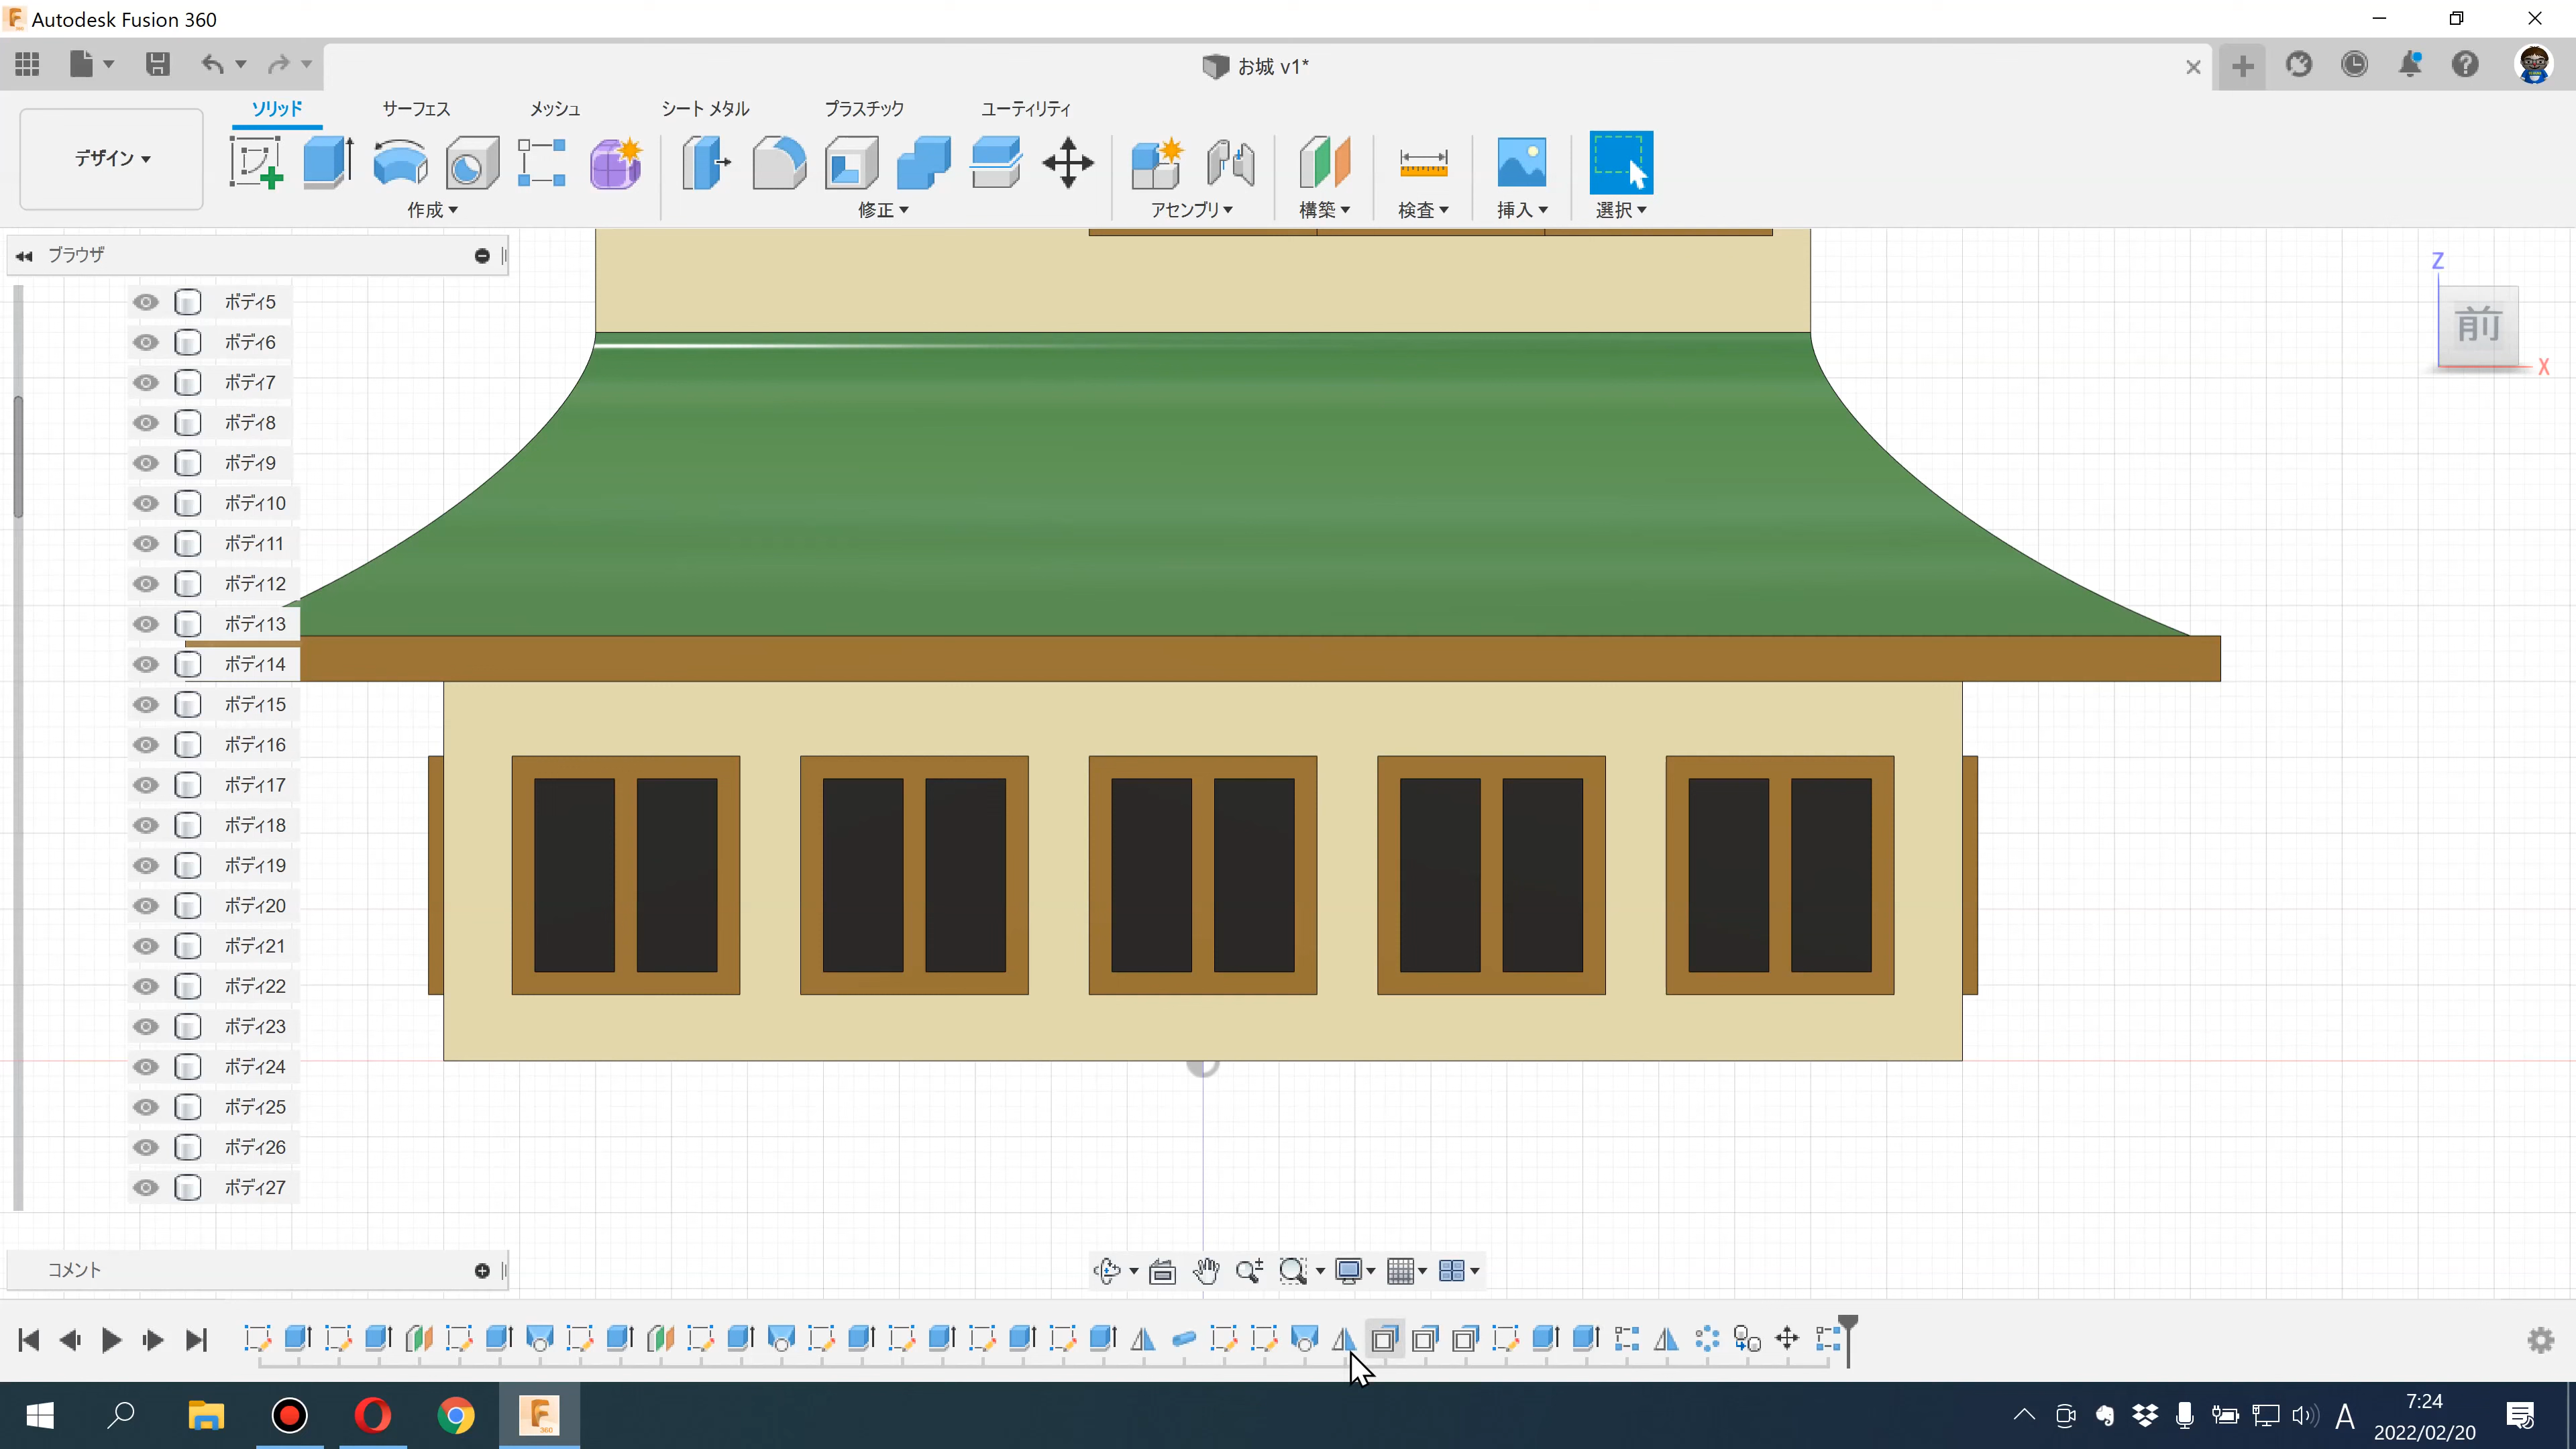 Autodesk Fusion 360
お城 v1*
ソリッド サーフェス メッシュ シート メタル プラスチック ユーティリティ
デザイン
作成 修正 アセンブリ 構築 検査 挿入 選択
ブラウザ
ボディ5
ボディ6
ボディ7
ボディ8
ボディ9
ボディ10
ボディ11
ボディ12
ボディ13
ボディ14
ボディ15
ボディ16
ボディ17
ボディ18
ボディ19
ボディ20
ボディ21
ボディ22
ボディ23
ボディ24
ボディ25
ボディ26
ボディ27
Z
前
X
コメント
F
360
A
7:24
2022/02/20